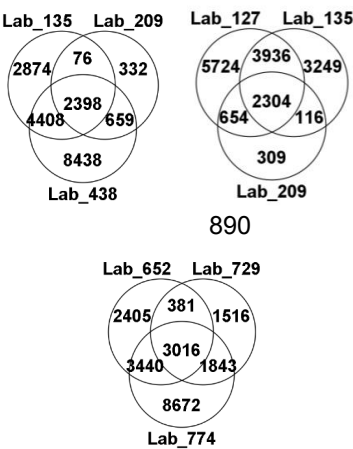 Lab_135 Lab_209
2874 76 332
2398
4408 659
8438
Lab_438
Lab_127 Lab_135
5724 3936 3249
2304
654 116
309
Lab_209
890
Lab_652 Lab_729
2405 381 1516
3016
3440 1843
8672
Lab_774